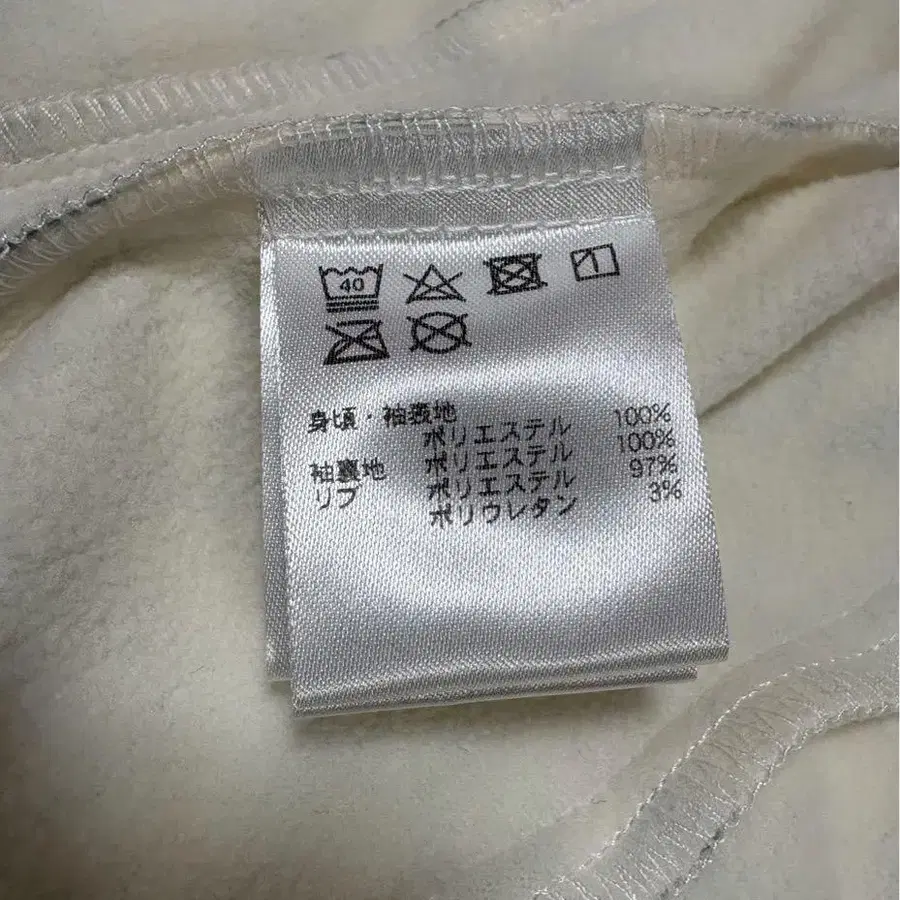 40
身頃・袖表地
ポリエステル 100%
袖裏地 ポリエステル 100%
リブ ポリエステル 97%
ポリウレタン 3%